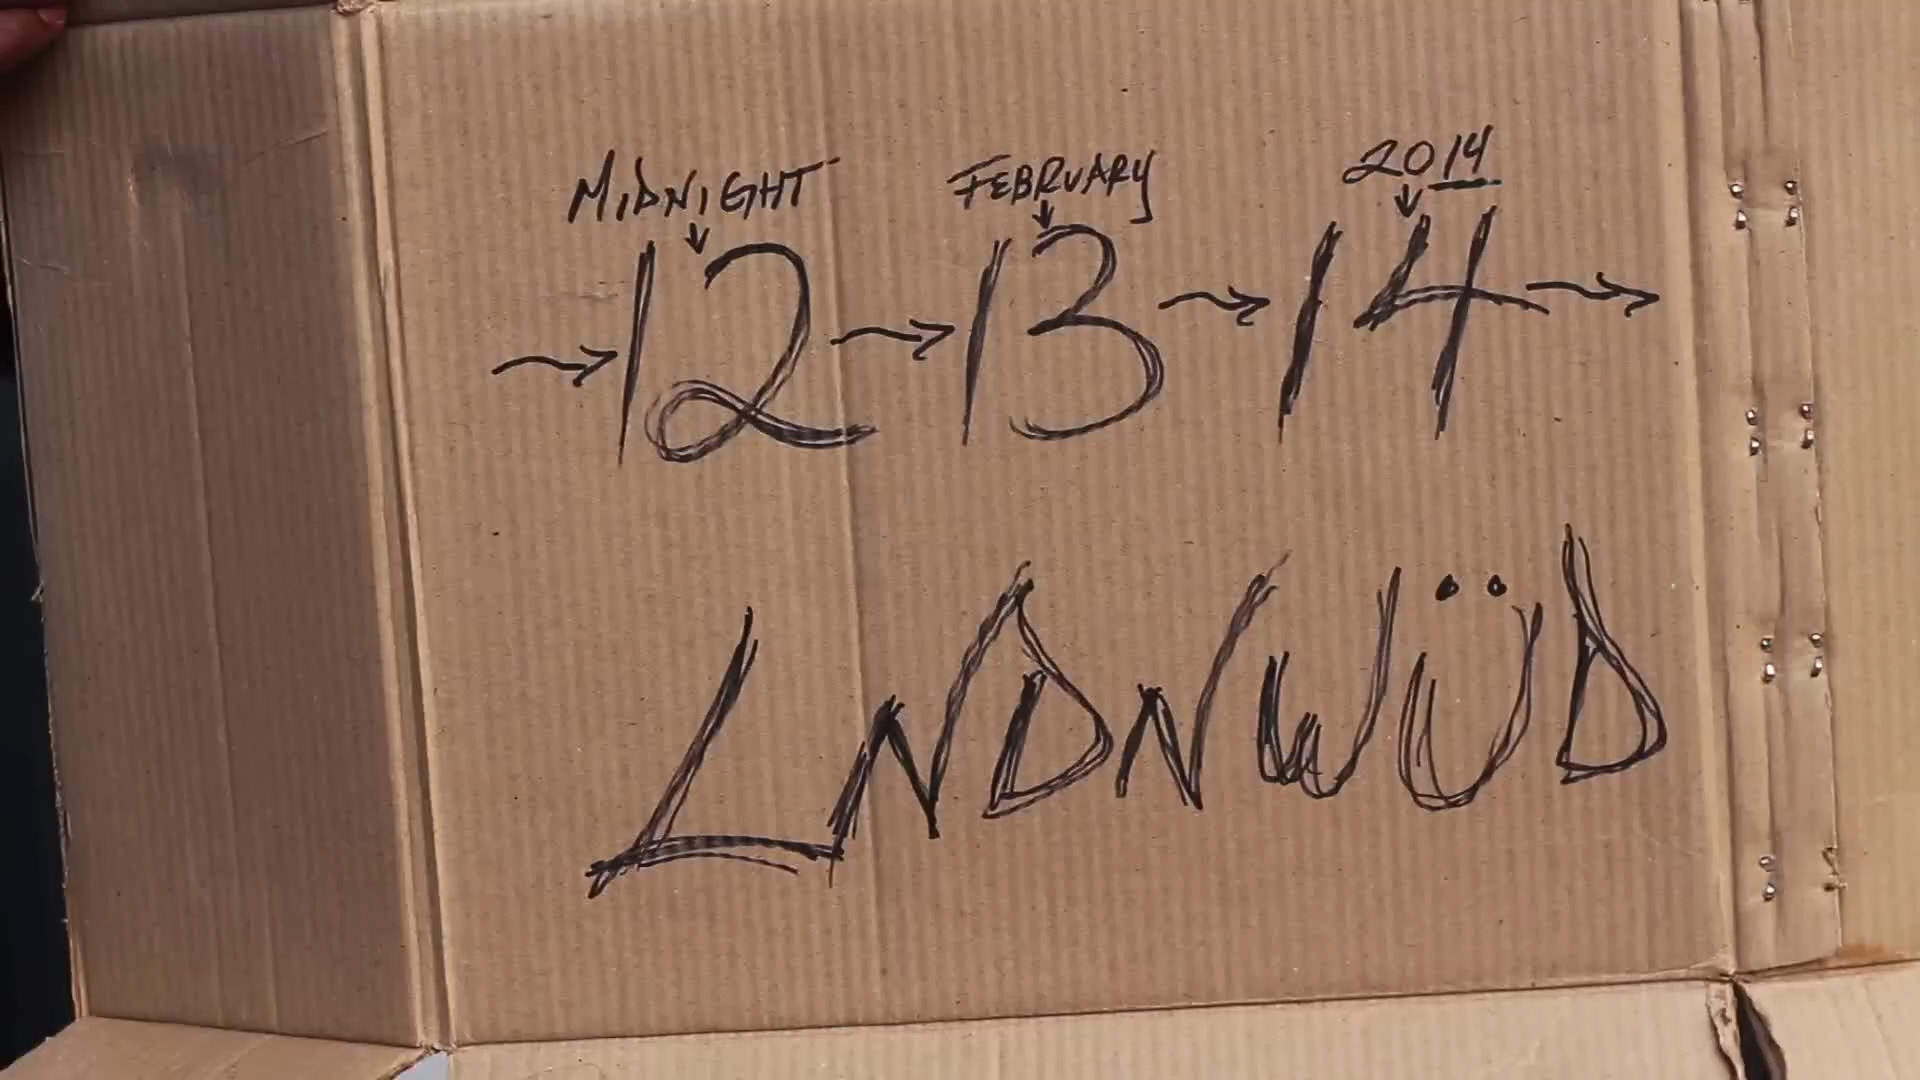 MIDNIGHT FEBRUARY 2014
→ 12 → 13 → 14 →
LNDNWÜD